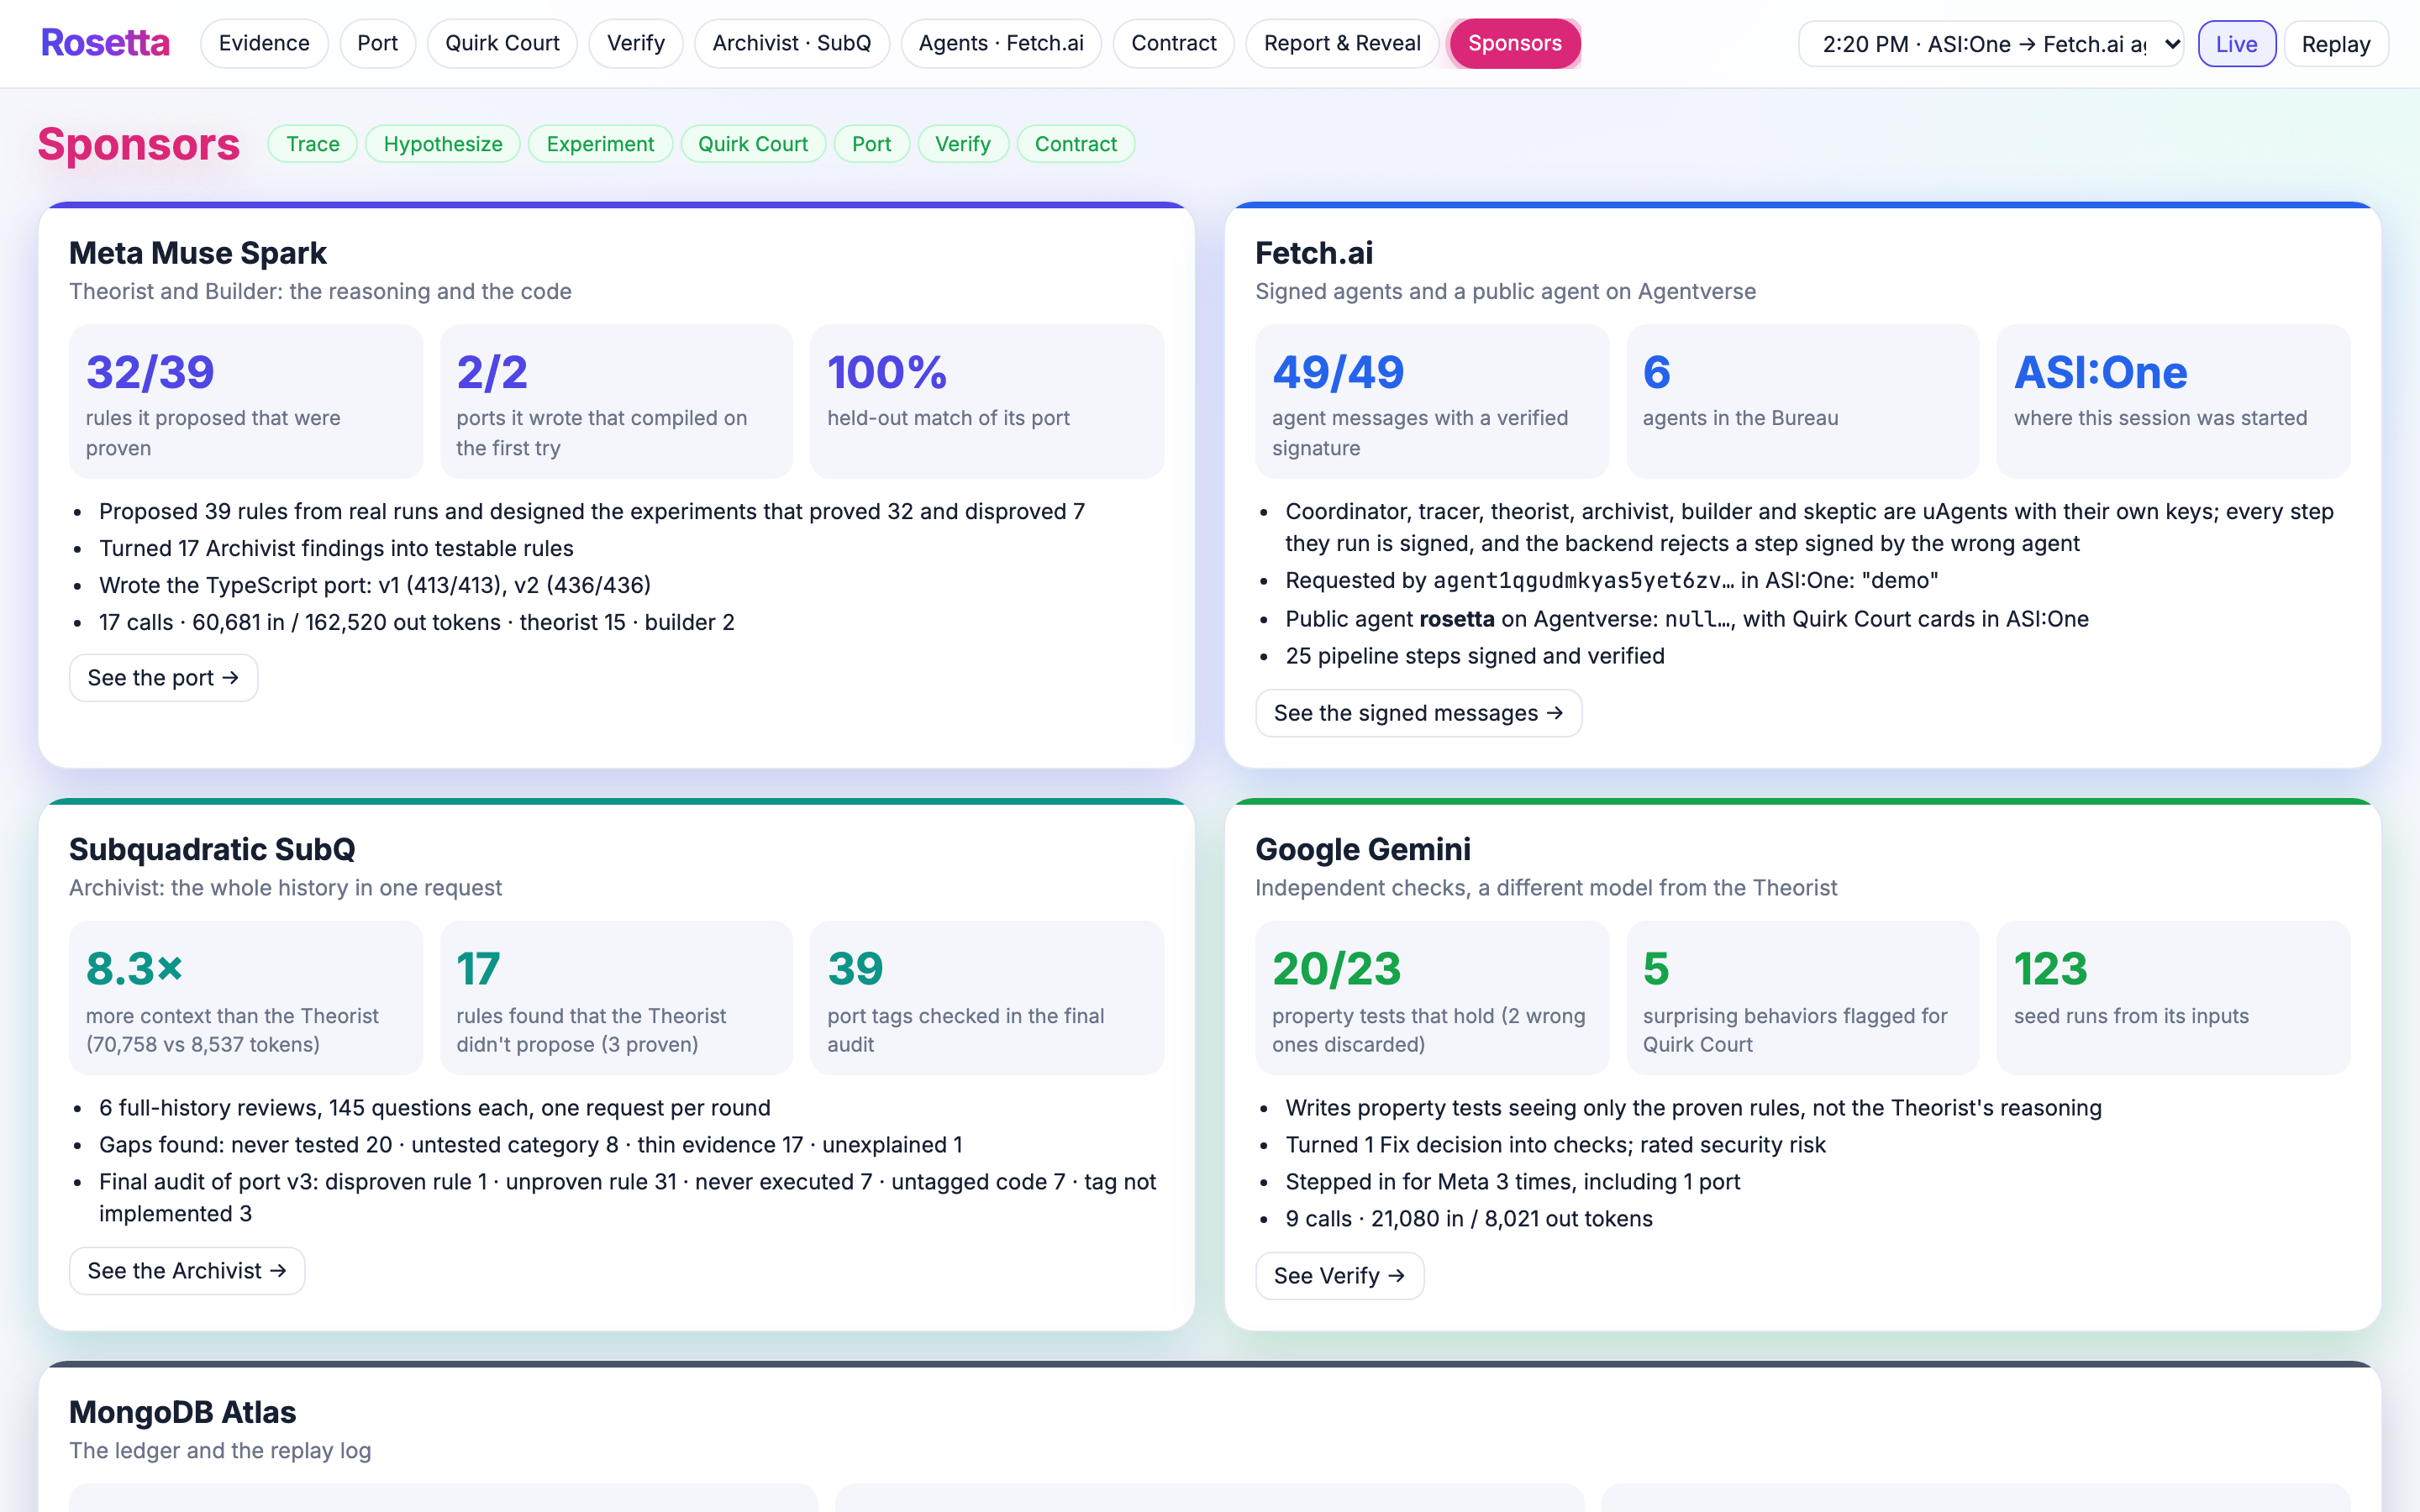 Rosetta
Evidence
Port
Quirk Court
Verify
Archivist · SubQ
Agents · Fetch.ai
Contract
Report & Reveal
Sponsors
2:20 PM · ASI:One → Fetch.ai
Live
Replay
Sponsors
Trace
Hypothesize
Experiment
Quirk Court
Port
Verify
Contract
Meta Muse Spark
Theorist and Builder: the reasoning and the code
32/39
rules it proposed that were
proven
2/2
ports it wrote that compiled on
the first try
100%
held-out match of its port
• Proposed 39 rules from real runs and designed the experiments that proved 32 and disproved 7
• Turned 17 Archivist findings into testable rules
• Wrote the TypeScript port: v1 (413/413), v2 (436/436)
• 17 calls · 60,681 in / 162,520 out tokens · theorist 15 · builder 2
See the port →
Fetch.ai
Signed agents and a public agent on Agentverse
49/49
agent messages with a verified
signature
6
agents in the Bureau
ASI:One
where this session was started
• Coordinator, tracer, theorist, archivist, builder and skeptic are uAgents with their own keys; every step
they run is signed, and the backend rejects a step signed by the wrong agent
• Requested by agent1qgudmkyas5yet6zv… in ASI:One: "demo"
• Public agent rosetta on Agentverse: null…, with Quirk Court cards in ASI:One
• 25 pipeline steps signed and verified
See the signed messages →
Subquadratic SubQ
Archivist: the whole history in one request
8.3×
more context than the Theorist
(70,758 vs 8,537 tokens)
17
rules found that the Theorist
didn't propose (3 proven)
39
port tags checked in the final
audit
• 6 full-history reviews, 145 questions each, one request per round
• Gaps found: never tested 20 · untested category 8 · thin evidence 17 · unexplained 1
• Final audit of port v3: disproven rule 1 · unproven rule 31 · never executed 7 · untagged code 7 · tag not
implemented 3
See the Archivist →
Google Gemini
Independent checks, a different model from the Theorist
20/23
property tests that hold (2 wrong
ones discarded)
5
surprising behaviors flagged for
Quirk Court
123
seed runs from its inputs
• Writes property tests seeing only the proven rules, not the Theorist's reasoning
• Turned 1 Fix decision into checks; rated security risk
• Stepped in for Meta 3 times, including 1 port
• 9 calls · 21,080 in / 8,021 out tokens
See Verify →
MongoDB Atlas
The ledger and the replay log